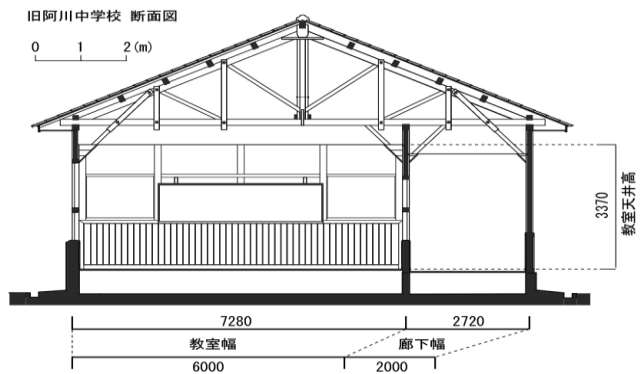 旧阿川中学校 断面図
0 1 2(m)
3370
教室天井高
7280 2720
教室幅 廊下幅
6000 2000